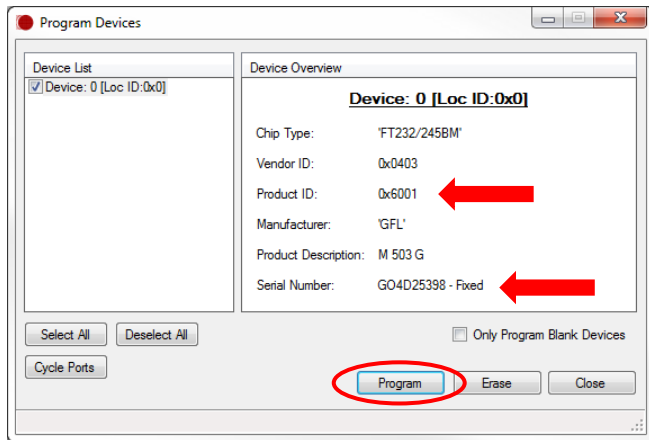 Program Devices
Device List
Device: 0 [Loc ID:0x0]
Device Overview
Device: 0 [Loc ID:0x0]
Chip Type: 'FT232/245BM'
Vendor ID: 0x0403
Product ID: 0x6001
Manufacturer: 'GFL'
Product Description: M 503 G
Serial Number: GO4D25398 - Fixed
Select All Deselect All Only Program Blank Devices
Cycle Ports
Program Erase Close